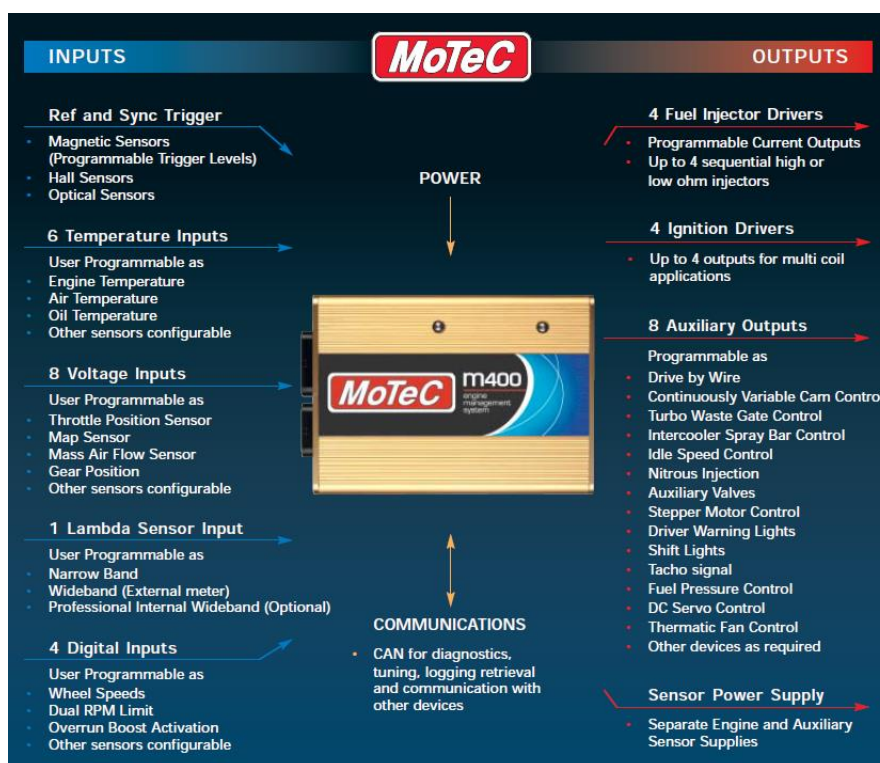 INPUTS
MoTeC
OUTPUTS
Ref and Sync Trigger
• Magnetic Sensors
(Programmable Trigger Levels)
• Hall Sensors
• Optical Sensors
6 Temperature Inputs
User Programmable as
• Engine Temperature
• Air Temperature
• Oil Temperature
• Other sensors configurable
8 Voltage Inputs
User Programmable as
• Throttle Position Sensor
• Map Sensor
• Mass Air Flow Sensor
• Gear Position
• Other sensors configurable
1 Lambda Sensor Input
User Programmable as
• Narrow Band
• Wideband (External meter)
• Professional Internal Wideband (Optional)
4 Digital Inputs
User Programmable as
• Wheel Speeds
• Dual RPM Limit
• Overrun Boost Activation
• Other sensors configurable
POWER
MoTeC
m400
engine
management
system
COMMUNICATIONS
• CAN for diagnostics,
tuning, logging retrieval
and communication with
other devices
4 Fuel Injector Drivers
• Programmable Current Outputs
• Up to 4 sequential high or
low ohm injectors
4 Ignition Drivers
• Up to 4 outputs for multi coil
applications
8 Auxiliary Outputs
Programmable as
• Drive by Wire
• Continuously Variable Cam Contro
• Turbo Waste Gate Control
• Intercooler Spray Bar Control
• Idle Speed Control
• Nitrous Injection
• Auxiliary Valves
• Stepper Motor Control
• Driver Warning Lights
• Shift Lights
• Tacho signal
• Fuel Pressure Control
• DC Servo Control
• Thermatic Fan Control
• Other devices as required
Sensor Power Supply
• Separate Engine and Auxiliary
Sensor Supplies